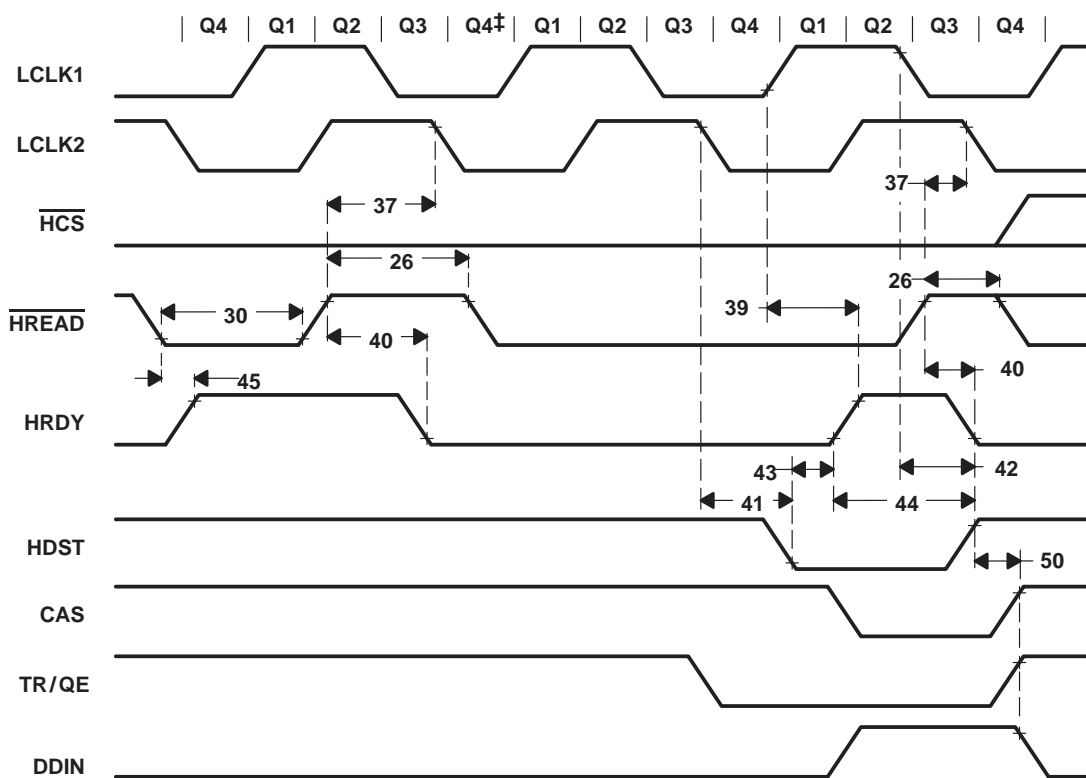 Q4 Q1 Q2 Q3 Q4‡ Q1 Q2 Q3 Q4 Q1 Q2 Q3 Q4
LCLK1
LCLK2
37
HCS
37
26
26
HREAD
30
39
40
40
45
HRDY
43
42
41
44
HDST
50
CAS
TR/QE
DDIN